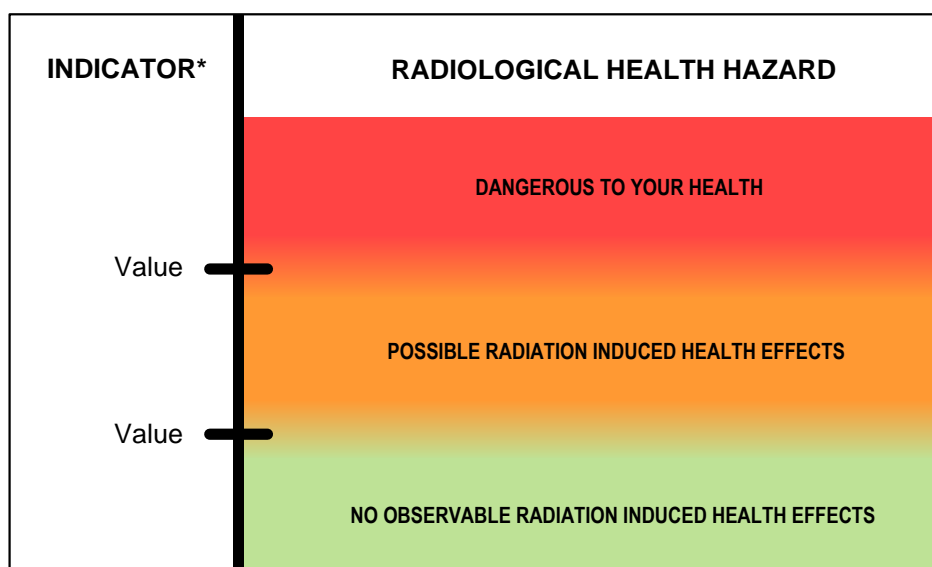 INDICATOR*
RADIOLOGICAL HEALTH HAZARD
DANGEROUS TO YOUR HEALTH
Value
POSSIBLE RADIATION INDUCED HEALTH EFFECTS
Value
NO OBSERVABLE RADIATION INDUCED HEALTH EFFECTS